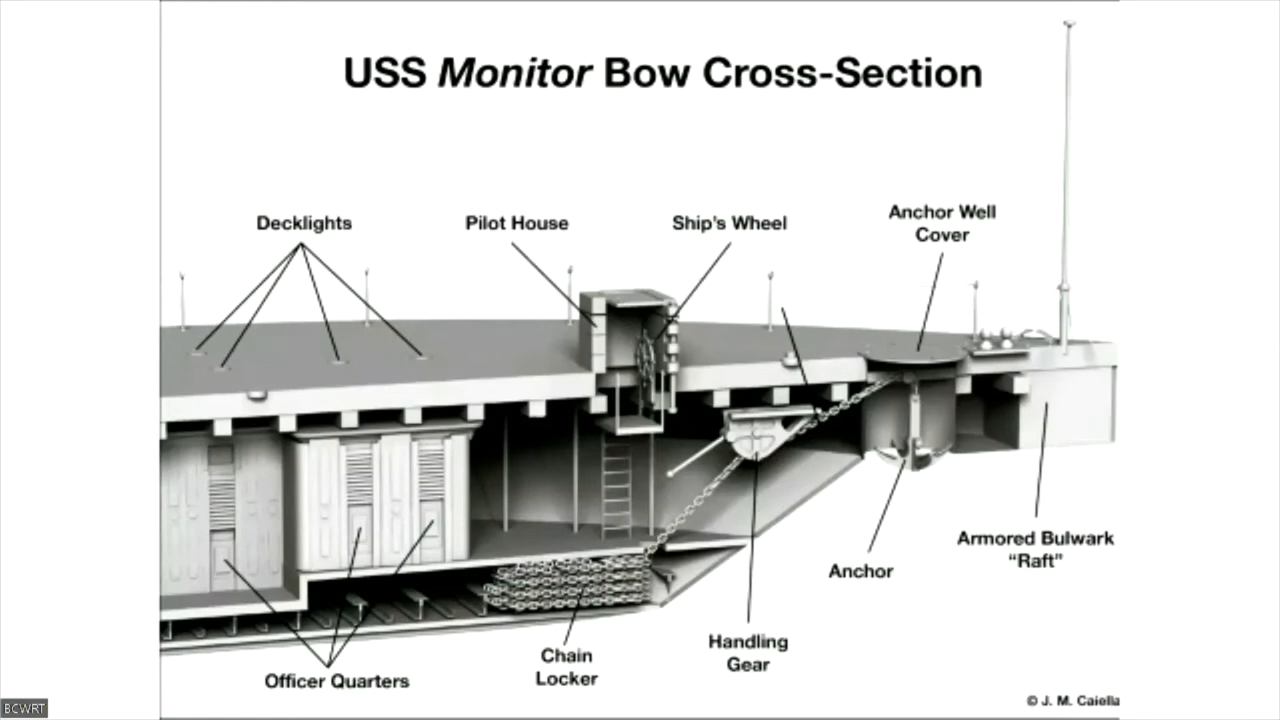 USS Monitor Bow Cross-Section
Decklights
Pilot House
Ship's Wheel
Anchor Well
Cover
Armored Bulwark
"Raft"
Anchor
Handling
Gear
Chain
Locker
Officer Quarters
© J. M. Caiella
BCWRT